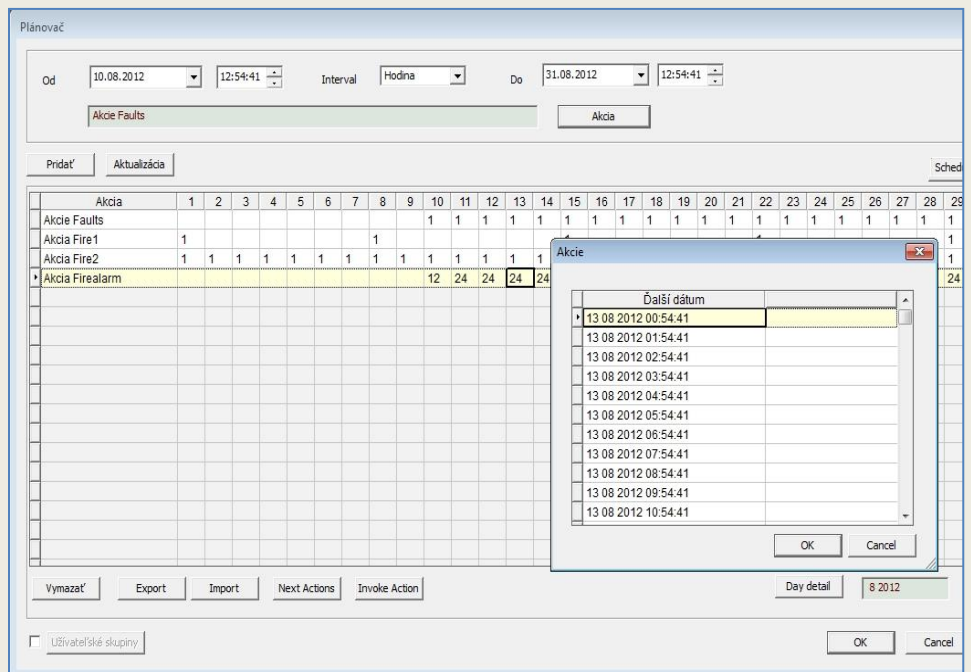 Plánovač
Od 10.08.2012 12:54:41 Interval Hodina Do 31.08.2012 12:54:41
Akcie Faults Akcia
Pridať Aktualizácia
Akcia 1 2 3 4 5 6 7 8 9 10 11 12 13 14 15 16 17 18 19 20 21 22 23 24 25 26 27 28 29
Akcie Faults 1 1 1 1 1 1 1 1 1 1 1 1 1 1 1 1 1 1 1 1
Akcia Fire1 1 1 1
Akcia Fire2 1 1 1 1 1 1 1 1 1 1 1 1 1 1 1
Akcia Firealarm 12 24 24 24 24 24
Akcie
Ďalší dátum
13 08 2012 00:54:41
13 08 2012 01:54:41
13 08 2012 02:54:41
13 08 2012 03:54:41
13 08 2012 04:54:41
13 08 2012 05:54:41
13 08 2012 06:54:41
13 08 2012 07:54:41
13 08 2012 08:54:41
13 08 2012 09:54:41
13 08 2012 10:54:41
OK Cancel
Vymazať Export Import Next Actions Invoke Action Day detail 8 2012
Užívateľské skupiny OK Cancel